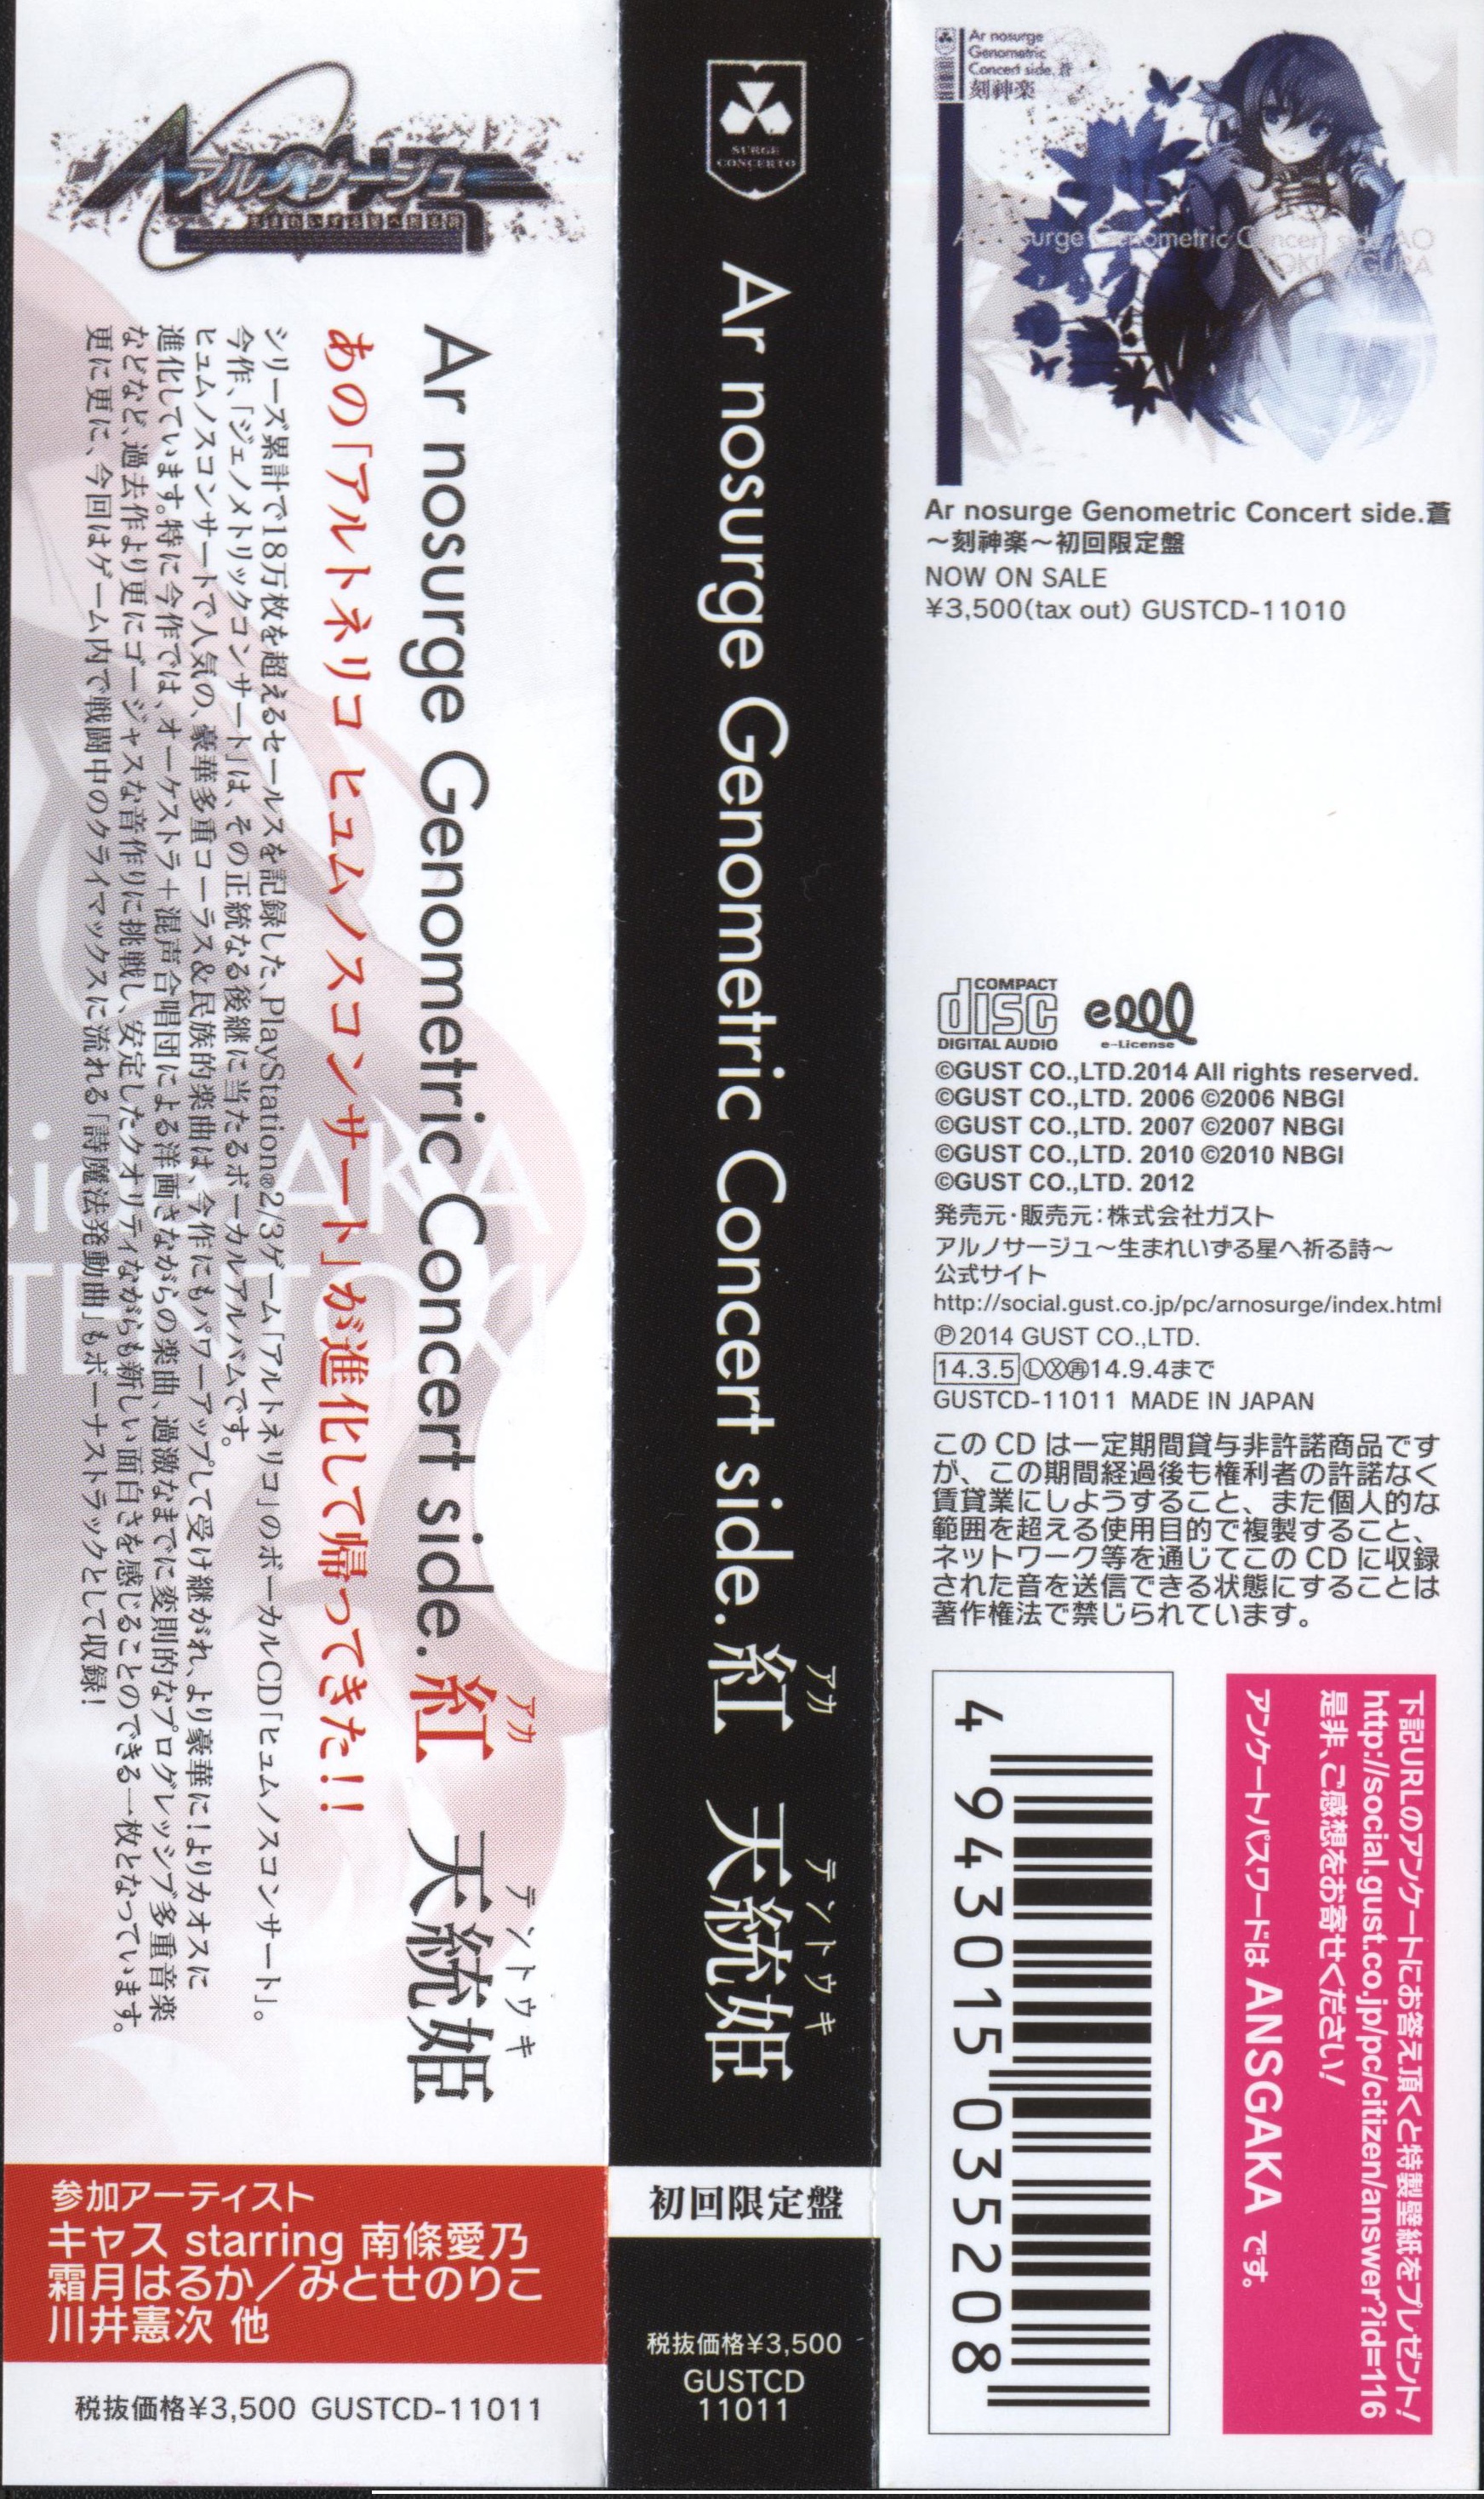 アルノサージュ
Ar nosurge Genometric Concert side.紅 天統姫
アカ
テントウキ
あの「アルトネリコ ヒュムノスコンサート」が進化して帰ってきた!!
シリーズ累計で18万枚を超えるセールスを記録した、PlayStation®2/3ゲーム「アルトネリコ」のボーカルCD「ヒュムノスコンサート」。
今作、「ジェノメトリックコンサート」は、その正統なる後継に当たるボーカルアルバムです。
ヒュムノスコンサートで人気の、豪華多重コーラス&民族的楽曲は、今作にもパワーアップして受け継がれ、より豪華に!よりカオスに
進化しています。特に今作では、オーケストラ+混声合唱団による洋画さながらの楽曲、過激なまでに変則的なプログレッシブ多重音楽
などなど、過去作より更にゴージャスな音作りに挑戦し、安定したクオリティながらも新しい面白さを感じることのできる一枚となっています。
更に更に、今回はゲーム内で戦闘中のクライマックスに流れる「詩魔法発動曲」もボーナストラックとして収録!
side AKA
TENTOKI
参加アーティスト
キャス starring 南條愛乃
霜月はるか/みとせのりこ
川井憲次 他
税抜価格¥3,500 GUSTCD-11011
SURGE
CONCERTO
Ar nosurge Genometric Concert side.紅 天統姫
アカ
テントウキ
初回限定盤
税抜価格¥3,500
GUSTCD
11011
Ar nosurge
Genometric
Concert side.蒼
刻神楽
Ar nosurge Genometric Concert side AO
Ar nosurge Genometric Concert side.蒼
～刻神楽～初回限定盤
NOW ON SALE
¥3,500(tax out) GUSTCD-11010
COMPACT
disc
DIGITAL AUDIO
e-License
©GUST CO.,LTD.2014 All rights reserved.
©GUST CO.,LTD. 2006 ©2006 NBGI
©GUST CO.,LTD. 2007 ©2007 NBGI
©GUST CO.,LTD. 2010 ©2010 NBGI
©GUST CO.,LTD. 2012
発売元・販売元:株式会社ガスト
アルノサージュ～生まれいずる星へ祈る詩～
公式サイト
http://social.gust.co.jp/pc/arnosurge/index.html
℗2014 GUST CO.,LTD.
14.3.5 ⓁⓍ㊢14.9.4まで
GUSTCD-11011 MADE IN JAPAN
この CD は一定期間貸与非許諾商品です
が、この期間経過後も権利者の許諾なく
賃貸業にしようすること、また個人的な
範囲を超える使用目的で複製すること、
ネットワーク等を通じてこの CD に収録
された音を送信できる状態にすることは
著作権法で禁じられています。
下記URLのアンケートにお答え頂くと特製壁紙をプレゼント!
http://social.gust.co.jp/pc/citizen/answer?id=116
是非、ご感想をお寄せください!
アンケートパスワードは ANSGAKA です。
4 943015 035208